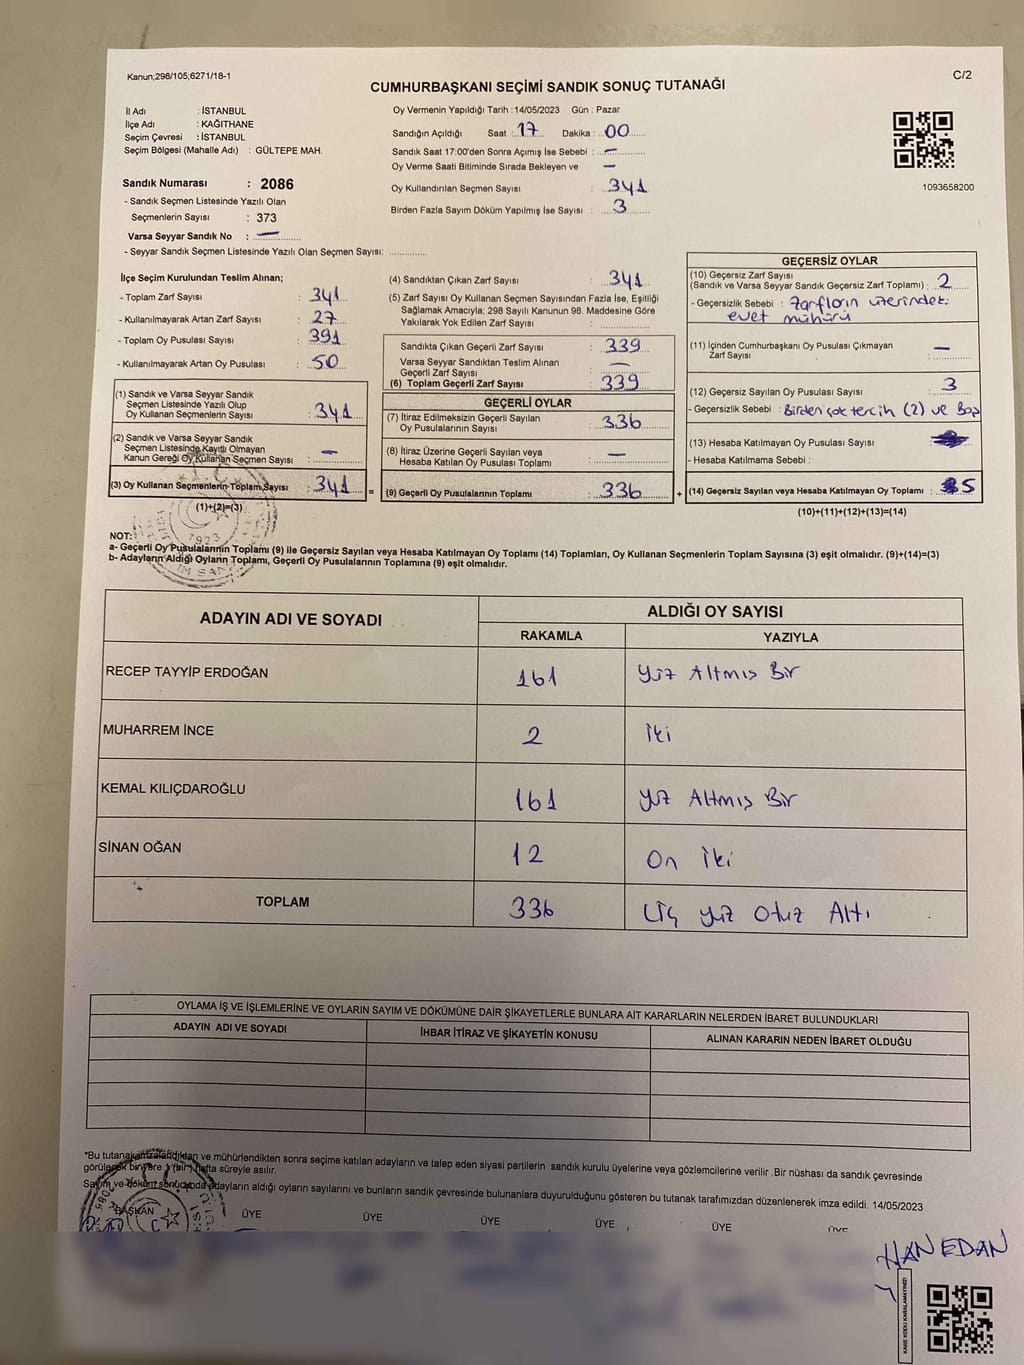 Kanun;298/105;6271/18-1
C/2
CUMHURBAŞKANI SEÇİMİ SANDIK SONUÇ TUTANAĞI
İl Adı : İSTANBUL
İlçe Adı : KAĞITHANE
Seçim Çevresi : İSTANBUL
Seçim Bölgesi (Mahalle Adı) : GÜLTEPE MAH.
Sandık Numarası : 2086
- Sandık Seçmen Listesinde Yazılı Olan
Seçmenlerin Sayısı : 373
Varsa Seyyar Sandık No : —
- Seyyar Sandık Seçmen Listesinde Yazılı Olan Seçmen Sayısı:
Oy Vermenin Yapıldığı Tarih : 14/05/2023 Gün : Pazar
Sandığın Açıldığı Saat : 17 Dakika : 00
Sandık Saat 17:00'den Sonra Açımış İse Sebebi : —
Oy Verme Saati Bitiminde Sırada Bekleyen ve —
Oy Kullandırılan Seçmen Sayısı : 341
Birden Fazla Sayım Döküm Yapılmış İse Sayısı : 3
1093658200
İlçe Seçim Kurulundan Teslim Alınan;
- Toplam Zarf Sayısı : 341
- Kullanılmayarak Artan Zarf Sayısı : 27
- Toplam Oy Pusulası Sayısı : 391
- Kullanılmayarak Artan Oy Pusulası : 50
(1) Sandık ve Varsa Seyyar Sandık
Seçmen Listesinde Yazılı Olup
Oy Kullanan Seçmenlerin Sayısı : 341
(2) Sandık ve Varsa Seyyar Sandık
Seçmen Listesinde Kayıtlı Olmayan
Kanun Gereği Oy Kullanan Seçmen Sayısı : —
(3) Oy Kullanan Seçmenlerin Toplam Sayısı : 341 =
(1)+(2)=(3)
(4) Sandıktan Çıkan Zarf Sayısı : 341
(5) Zarf Sayısı Oy Kullanan Seçmen Sayısından Fazla İse, Eşitliği
Sağlamak Amacıyla; 298 Sayılı Kanunun 98. Maddesine Göre
Yakılarak Yok Edilen Zarf Sayısı :
Sandıkta Çıkan Geçerli Zarf Sayısı : 339
Varsa Seyyar Sandıktan Teslim Alınan
Geçerli Zarf Sayısı : —
(6) Toplam Geçerli Zarf Sayısı : 339
GEÇERLİ OYLAR
(7) İtiraz Edilmeksizin Geçerli Sayılan
Oy Pusulalarının Sayısı : 336
(8) İtiraz Üzerine Geçerli Sayılan veya
Hesaba Katılan Oy Pusulası Toplamı : —
(9) Geçerli Oy Pusulalarının Toplamı : 336 +
GEÇERSİZ OYLAR
(10) Geçersiz Zarf Sayısı
(Sandık ve Varsa Seyyar Sandık Geçersiz Zarf Toplamı) : 2
- Geçersizlik Sebebi : Zarfların üzerindeki
evet mührü
(11) İçinden Cumhurbaşkanı Oy Pusulası Çıkmayan
Zarf Sayısı : —
(12) Geçersiz Sayılan Oy Pusulası Sayısı : 3
- Geçersizlik Sebebi : Birden çok tercih (2) ve Boş
(13) Hesaba Katılmayan Oy Pusulası Sayısı
- Hesaba Katılmama Sebebi :
(14) Geçersiz Sayılan veya Hesaba Katılmayan Oy Toplamı : 5
(10)+(11)+(12)+(13)=(14)
NOT:
a- Geçerli Oy Pusulalarının Toplamı (9) ile Geçersiz Sayılan veya Hesaba Katılmayan Oy Toplamı (14) Toplamları, Oy Kullanan Seçmenlerin Toplam Sayısına (3) eşit olmalıdır. (9)+(14)=(3)
b- Adayların Aldığı Oyların Toplamı, Geçerli Oy Pusulalarının Toplamına (9) eşit olmalıdır.
ADAYIN ADI VE SOYADI
ALDIĞI OY SAYISI
RAKAMLA YAZIYLA
RECEP TAYYİP ERDOĞAN 161 Yüz Altmış Bir
MUHARREM İNCE 2 iki
KEMAL KILIÇDAROĞLU 161 Yüz Altmış Bir
SİNAN OĞAN 12 On iki
TOPLAM 336 Üç yüz Otuz Altı
OYLAMA İŞ VE İŞLEMLERİNE VE OYLARIN SAYIM VE DÖKÜMÜNE DAİR ŞİKAYETLERLE BUNLARA AİT KARARLARIN NELERDEN İBARET BULUNDUKLARI
ADAYIN ADI VE SOYADI İHBAR İTİRAZ VE ŞİKAYETİN KONUSU ALINAN KARARIN NEDEN İBARET OLDUĞU
*Bu tutanak imzalandıktan ve mühürlendikten sonra seçime katılan adayların ve talep eden siyasi partilerin sandık kurulu üyelerine veya gözlemcilerine verilir .Bir nüshası da sandık çevresinde
görülecek bir yere 1 (bir) hafta süreyle asılır.
Sayım ve döküm sonucunda adayların aldığı oyların sayılarını ve bunların sandık çevresinde bulunanlara duyurulduğunu gösteren bu tutanak tarafımızdan düzenlenerek imza edildi. 14/05/2023
BAŞKAN ÜYE ÜYE ÜYE ÜYE ÜYE ÜYE
HANEDAN
KARE KODU KARALAMAYINIZ!